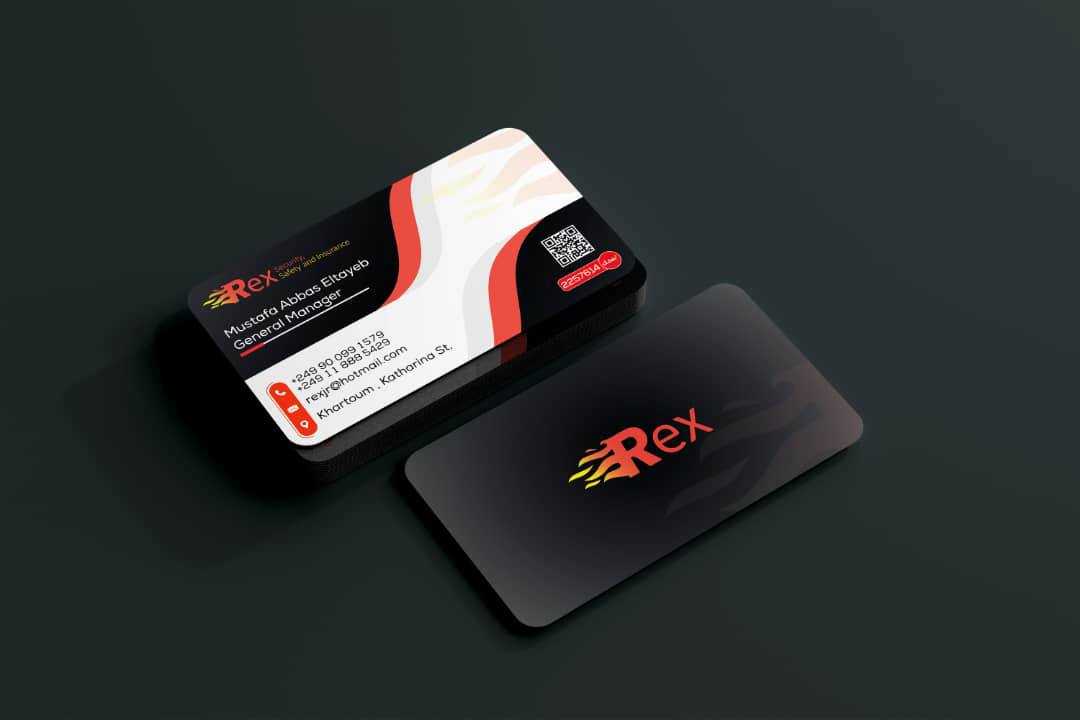 Rex
Security,
Safety and Insurance
Mustafa Abbas Eltayeb
General Manager
+249 90 099 1579
+249 11 888 5429
rexjr@hotmail.com
Khartoum , Katharina St.
2257614
Rex